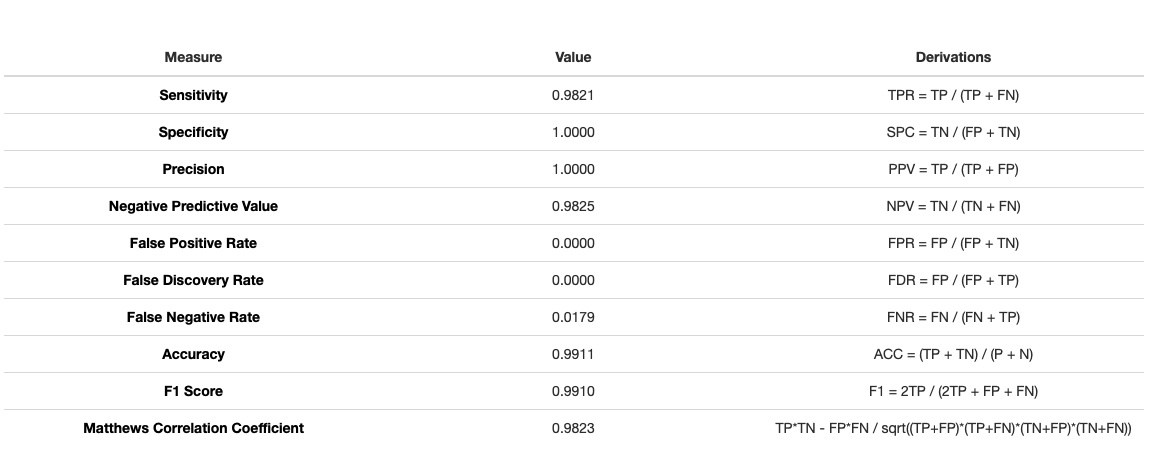 Measure Value Derivations
Sensitivity 0.9821 TPR = TP / (TP + FN)
Specificity 1.0000 SPC = TN / (FP + TN)
Precision 1.0000 PPV = TP / (TP + FP)
Negative Predictive Value 0.9825 NPV = TN / (TN + FN)
False Positive Rate 0.0000 FPR = FP / (FP + TN)
False Discovery Rate 0.0000 FDR = FP / (FP + TP)
False Negative Rate 0.0179 FNR = FN / (FN + TP)
Accuracy 0.9911 ACC = (TP + TN) / (P + N)
F1 Score 0.9910 F1 = 2TP / (2TP + FP + FN)
Matthews Correlation Coefficient 0.9823 TP*TN - FP*FN / sqrt((TP+FP)*(TP+FN)*(TN+FP)*(TN+FN))